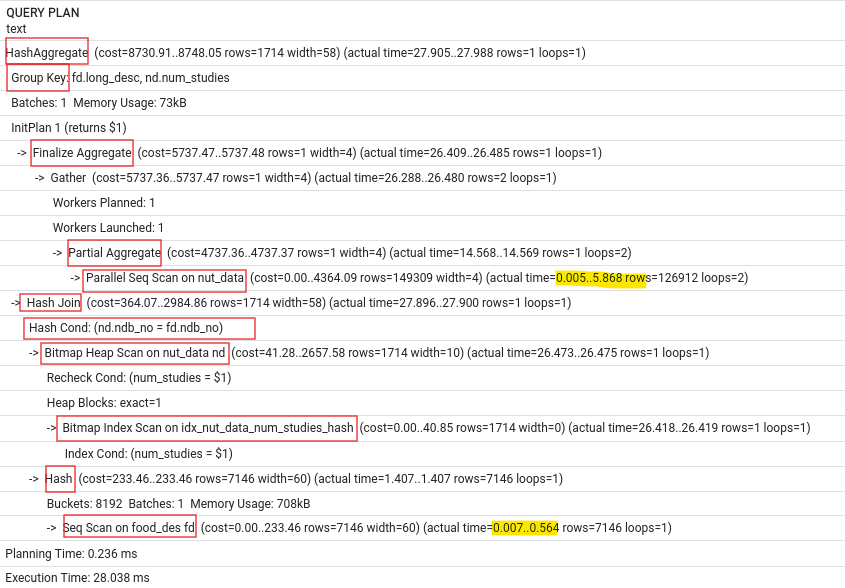 QUERY PLAN
text
HashAggregate (cost=8730.91..8748.05 rows=1714 width=58) (actual time=27.905..27.988 rows=1 loops=1)
Group Key: fd.long_desc, nd.num_studies
Batches: 1 Memory Usage: 73kB
InitPlan 1 (returns $1)
-> Finalize Aggregate (cost=5737.47..5737.48 rows=1 width=4) (actual time=26.409..26.485 rows=1 loops=1)
-> Gather (cost=5737.36..5737.47 rows=1 width=4) (actual time=26.288..26.480 rows=2 loops=1)
Workers Planned: 1
Workers Launched: 1
-> Partial Aggregate (cost=4737.36..4737.37 rows=1 width=4) (actual time=14.568..14.569 rows=1 loops=2)
-> Parallel Seq Scan on nut_data (cost=0.00..4364.09 rows=149309 width=4) (actual time=0.005..5.868 rows=126912 loops=2)
-> Hash Join (cost=364.07..2984.86 rows=1714 width=58) (actual time=27.896..27.900 rows=1 loops=1)
Hash Cond: (nd.ndb_no = fd.ndb_no)
-> Bitmap Heap Scan on nut_data nd (cost=41.28..2657.58 rows=1714 width=10) (actual time=26.473..26.475 rows=1 loops=1)
Recheck Cond: (num_studies = $1)
Heap Blocks: exact=1
-> Bitmap Index Scan on idx_nut_data_num_studies_hash (cost=0.00..40.85 rows=1714 width=0) (actual time=26.418..26.419 rows=1 loops=1)
Index Cond: (num_studies = $1)
-> Hash (cost=233.46..233.46 rows=7146 width=60) (actual time=1.407..1.407 rows=7146 loops=1)
Buckets: 8192 Batches: 1 Memory Usage: 708kB
-> Seq Scan on food_des fd (cost=0.00..233.46 rows=7146 width=60) (actual time=0.007..0.564 rows=7146 loops=1)
Planning Time: 0.236 ms
Execution Time: 28.038 ms